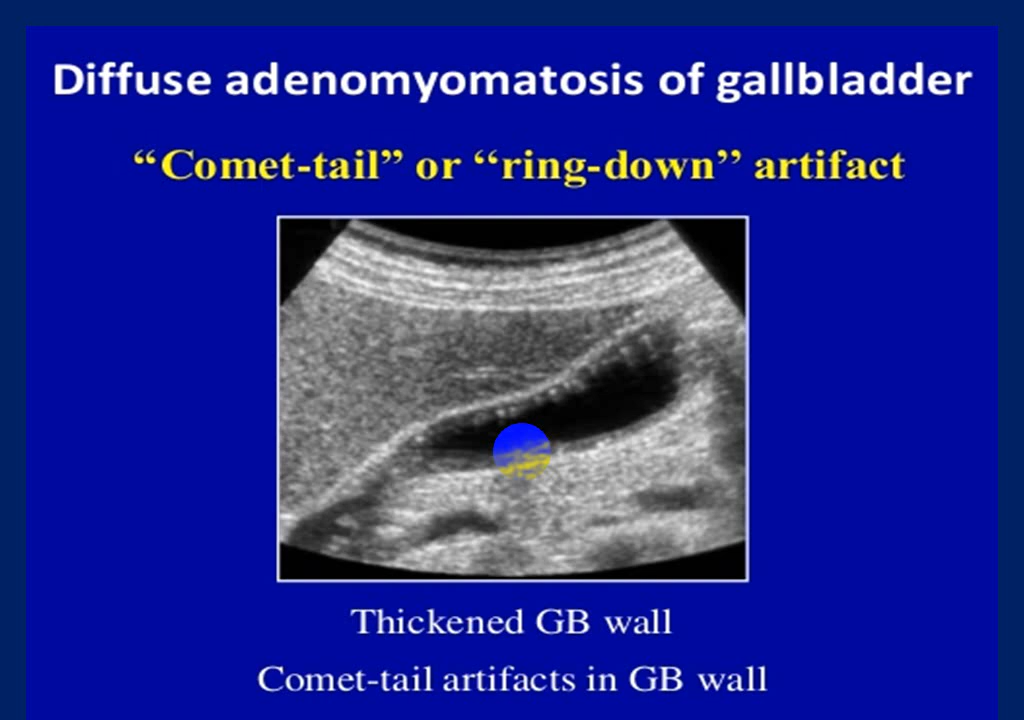 Diffuse adenomyomatosis of gallbladder
“Comet-tail” or “ring-down” artifact
Thickened GB wall
Comet-tail artifacts in GB wall